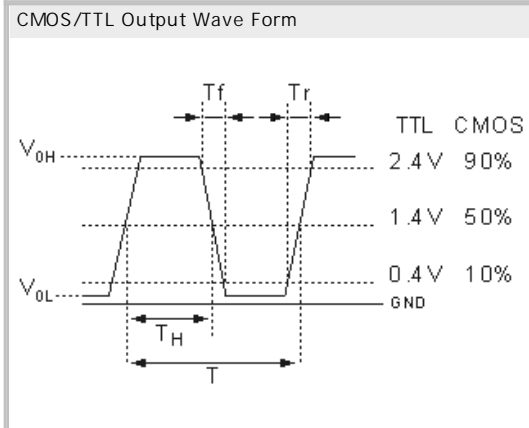 CMOS/TTL Output Wave Form
Tf Tr
TTL CMOS
V0H 2.4V 90%
1.4V 50%
0.4V 10%
V0L GND
TH
T